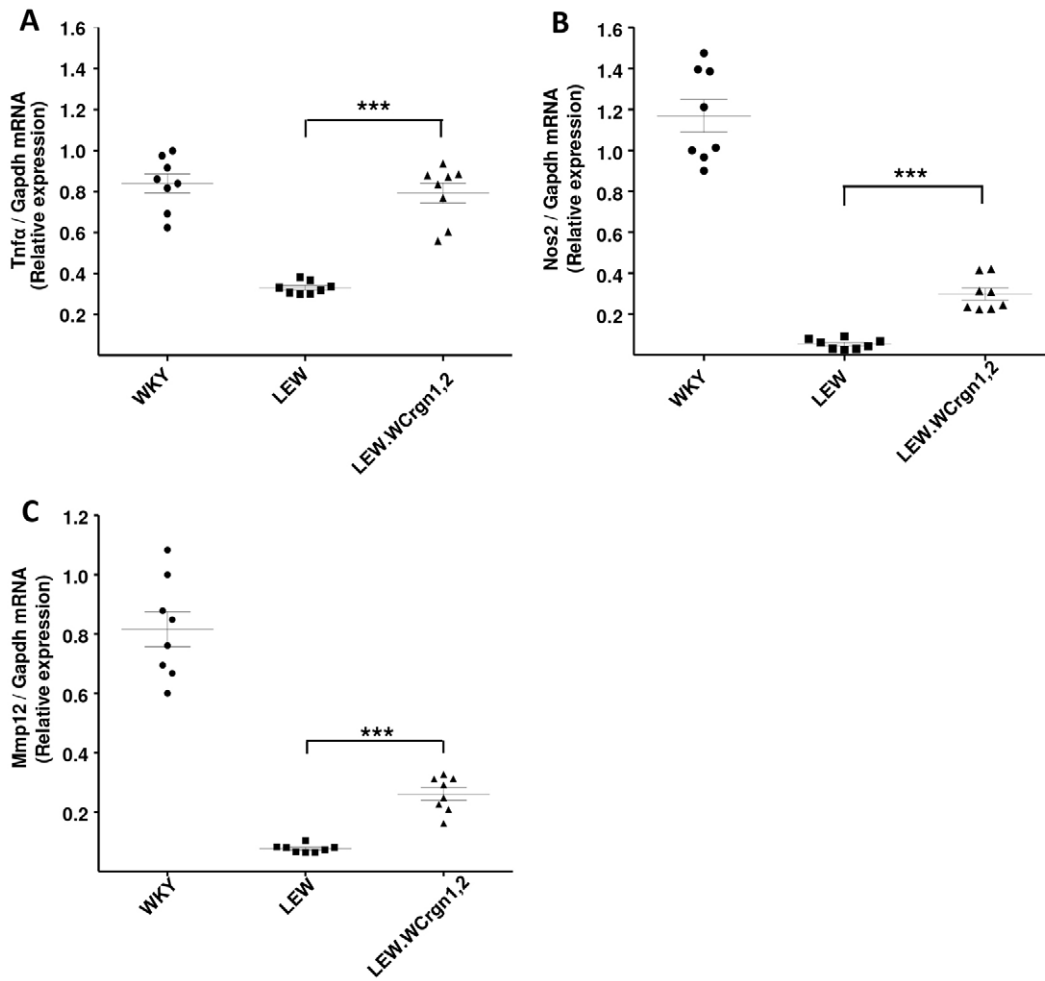 A
Tnfα / Gapdh mRNA
(Relative expression)
1.6
1.4
1.2
1.0
0.8
0.6
0.4
0.2
***
WKY
LEW
LEW.WCrgn1,2
B
Nos2 / Gapdh mRNA
(Relative expression)
1.6
1.4
1.2
1.0
0.8
0.6
0.4
0.2
***
WKY
LEW
LEW.WCrgn1,2
C
Mmp12 / Gapdh mRNA
(Relative expression)
1.2
1.0
0.8
0.6
0.4
0.2
***
WKY
LEW
LEW.WCrgn1,2